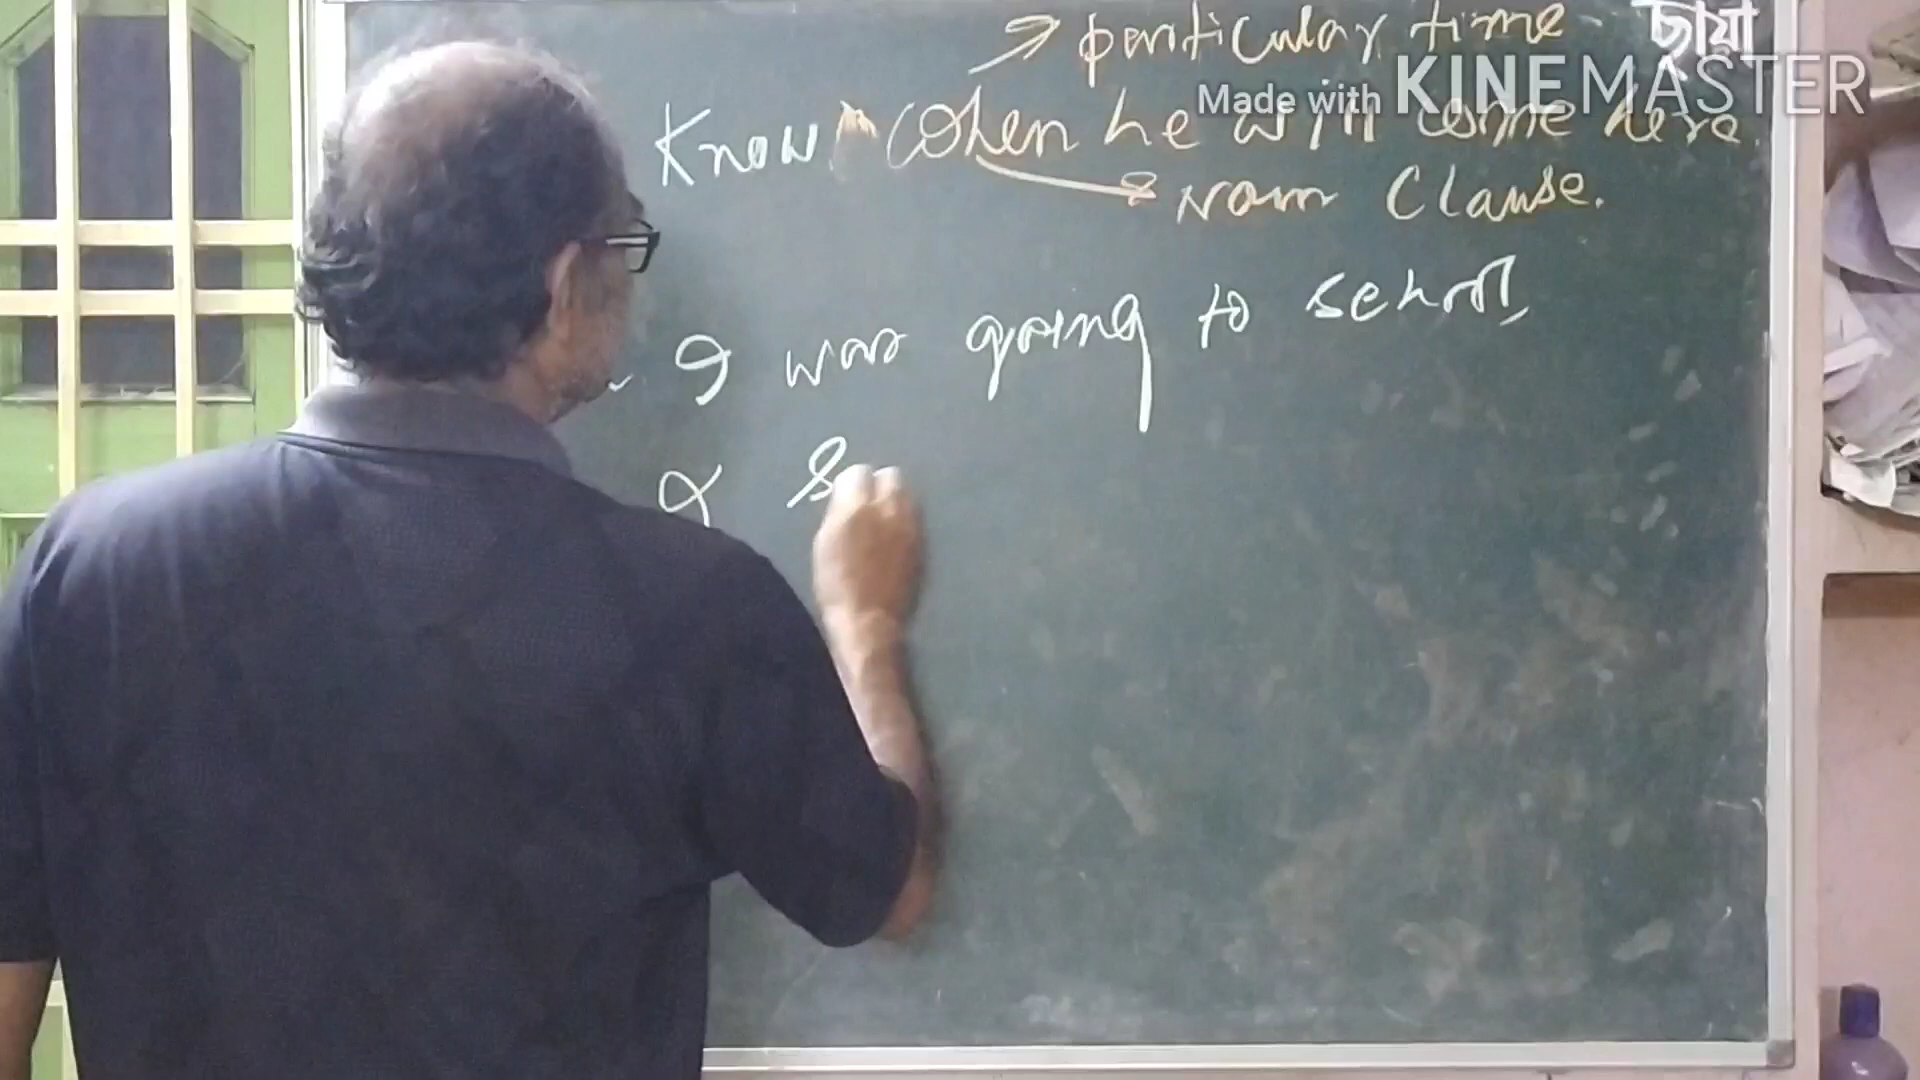 → particular time
ছায়া
Made with KINEMASTER
Know when he will come here.
→ Noun Clause.
I was going to school,
I s